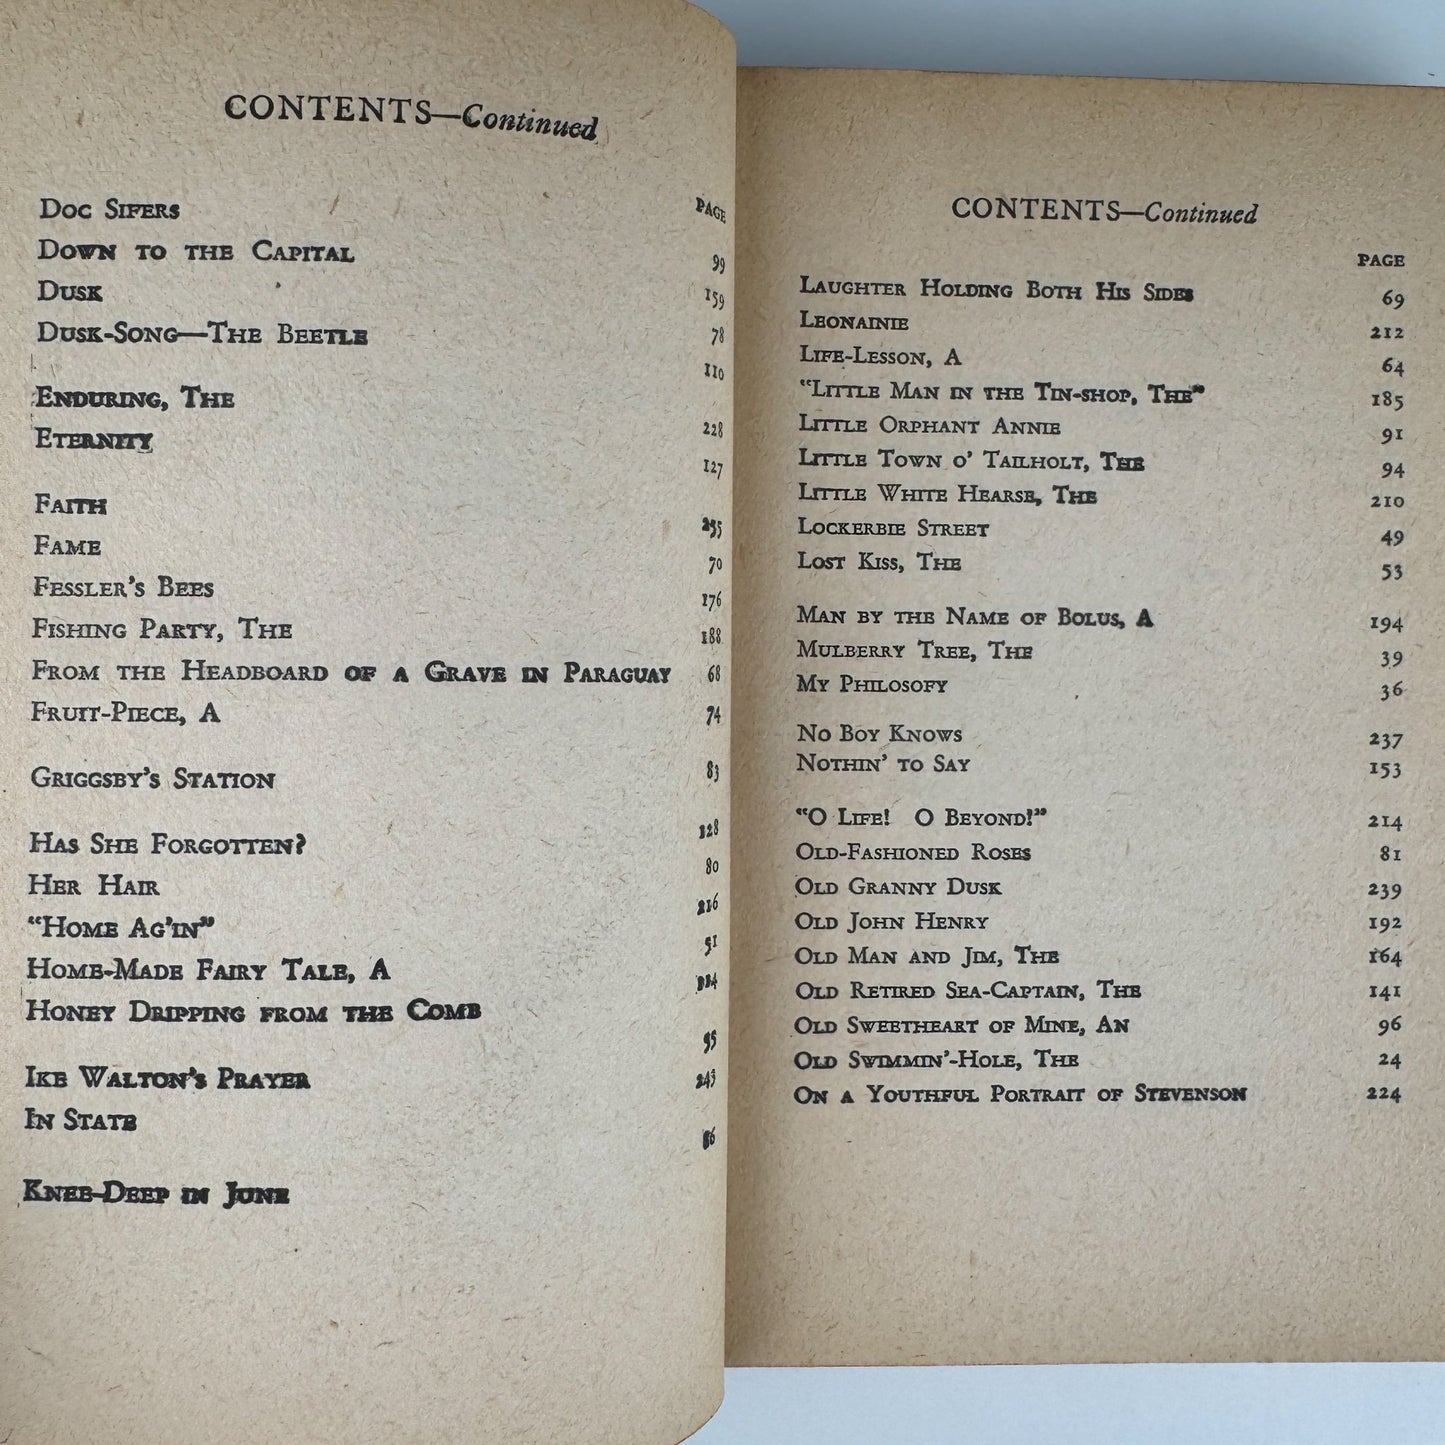 CONTENTS—Continued
PAGE
DOC SIFERS 99
DOWN TO THE CAPITAL 159
DUSK 78
DUSK-SONG—THE BEETLE 110
ENDURING, THE 228
ETERNITY 127
FAITH
FAME 70
FESSLER'S BEES 176
FISHING PARTY, THE 188
FROM THE HEADBOARD OF A GRAVE IN PARAGUAY 68
FRUIT-PIECE, A 74
GRIGGSBY'S STATION 83
HAS SHE FORGOTTEN? 128
HER HAIR 80
"HOME AG'IN" 216
HOME-MADE FAIRY TALE, A 51
HONEY DRIPPING FROM THE COMB
IKE WALTON'S PRAYER 95
IN STATE 243
KNEE-DEEP IN JUNE
CONTENTS—Continued
PAGE
LAUGHTER HOLDING BOTH HIS SIDES 69
LEONAINIE 212
LIFE-LESSON, A 64
"LITTLE MAN IN THE TIN-SHOP, THE" 185
LITTLE ORPHANT ANNIE 91
LITTLE TOWN O' TAILHOLT, THE 94
LITTLE WHITE HEARSE, THE 210
LOCKERBIE STREET 49
LOST KISS, THE 53
MAN BY THE NAME OF BOLUS, A 194
MULBERRY TREE, THE 39
MY PHILOSOFY 36
NO BOY KNOWS 237
NOTHIN' TO SAY 153
"O LIFE! O BEYOND!" 214
OLD-FASHIONED ROSES 81
OLD GRANNY DUSK 239
OLD JOHN HENRY 192
OLD MAN AND JIM, THE 164
OLD RETIRED SEA-CAPTAIN, THE 141
OLD SWEETHEART OF MINE, AN 96
OLD SWIMMIN'-HOLE, THE 24
ON A YOUTHFUL PORTRAIT OF STEVENSON 224